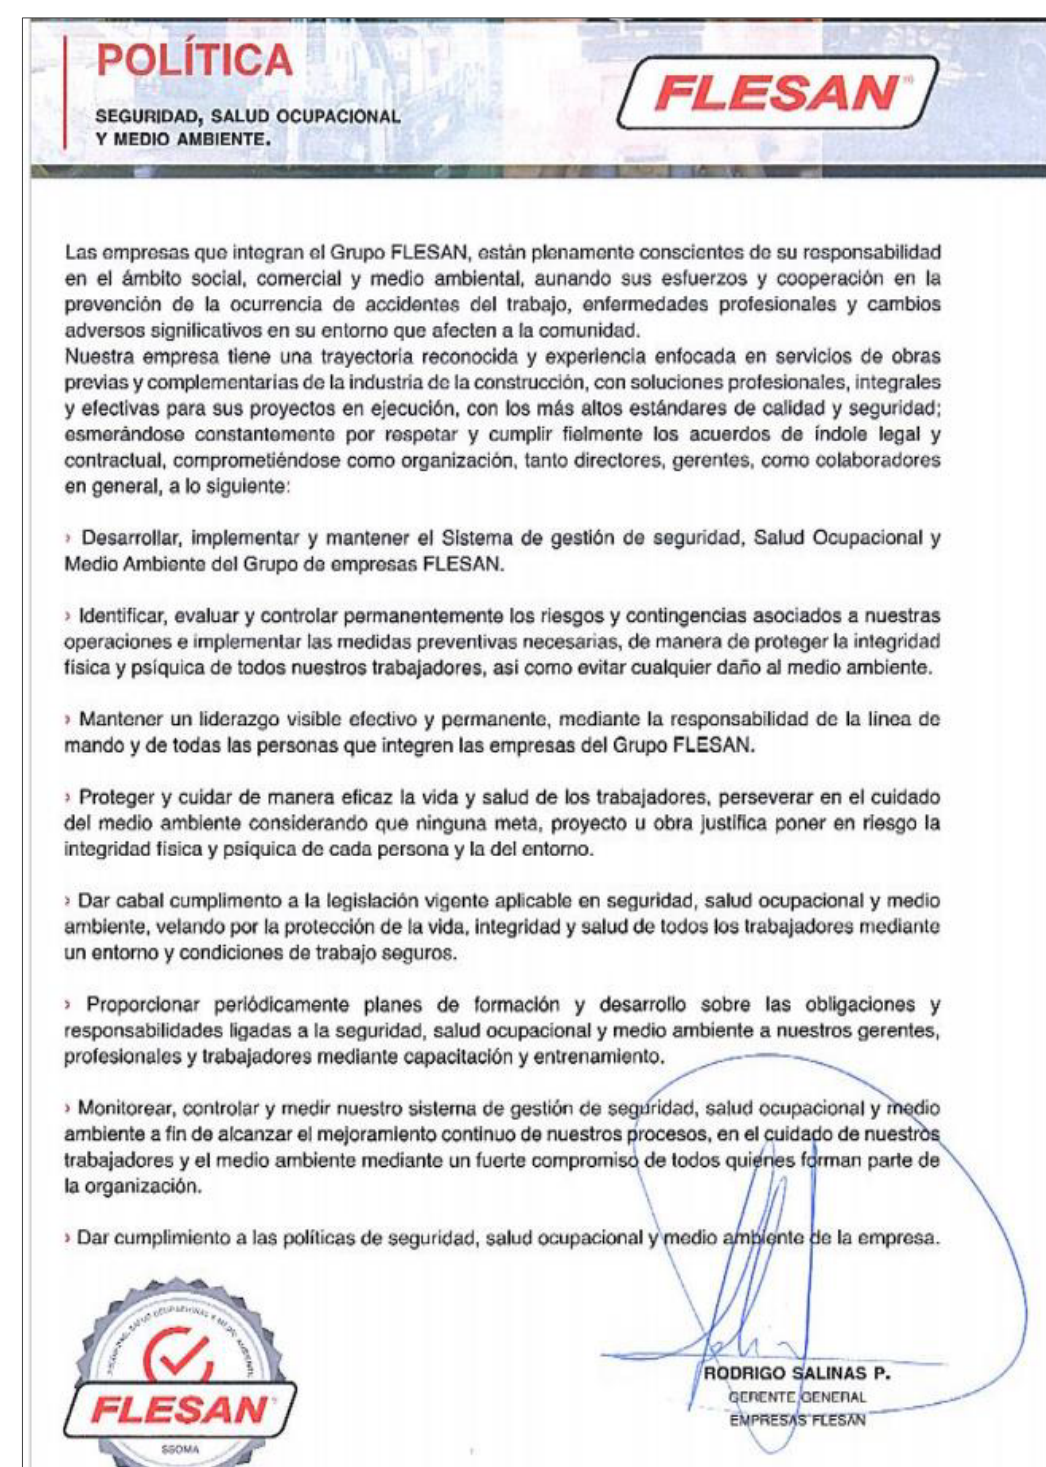 POLÍTICA
SEGURIDAD, SALUD OCUPACIONAL
Y MEDIO AMBIENTE.
FLESAN
Las empresas que integran el Grupo FLESAN, están plenamente conscientes de su responsabilidad
en el ámbito social, comercial y medio ambiental, aunando sus esfuerzos y cooperación en la
prevención de la ocurrencia de accidentes del trabajo, enfermedades profesionales y cambios
adversos significativos en su entorno que afecten a la comunidad.
Nuestra empresa tiene una trayectoria reconocida y experiencia enfocada en servicios de obras
previas y complementarias de la industria de la construcción, con soluciones profesionales, integrales
y efectivas para sus proyectos en ejecución, con los más altos estándares de calidad y seguridad;
esmerándose constantemente por respetar y cumplir fielmente los acuerdos de índole legal y
contractual, comprometiéndose como organización, tanto directores, gerentes, como colaboradores
en general, a lo siguiente:
› Desarrollar, implementar y mantener el Sistema de gestión de seguridad, Salud Ocupacional y
Medio Ambiente del Grupo de empresas FLESAN.
› Identificar, evaluar y controlar permanentemente los riesgos y contingencias asociados a nuestras
operaciones e implementar las medidas preventivas necesarias, de manera de proteger la integridad
física y psíquica de todos nuestros trabajadores, asi como evitar cualquier daño al medio ambiente.
› Mantener un liderazgo visible efectivo y permanente, mediante la responsabilidad de la línea de
mando y de todas las personas que integren las empresas del Grupo FLESAN.
› Proteger y cuidar de manera eficaz la vida y salud de los trabajadores, perseverar en el cuidado
del medio ambiente considerando que ninguna meta, proyecto u obra justifica poner en riesgo la
integridad física y psíquica de cada persona y la del entorno.
› Dar cabal cumplimento a la legislación vigente aplicable en seguridad, salud ocupacional y medio
ambiente, velando por la protección de la vida, integridad y salud de todos los trabajadores mediante
un entorno y condiciones de trabajo seguros.
› Proporcionar periódicamente planes de formación y desarrollo sobre las obligaciones y
responsabilidades ligadas a la seguridad, salud ocupacional y medio ambiente a nuestros gerentes,
profesionales y trabajadores mediante capacitación y entrenamiento.
› Monitorear, controlar y medir nuestro sistema de gestión de seguridad, salud ocupacional y medio
ambiente a fin de alcanzar el mejoramiento continuo de nuestros procesos, en el cuidado de nuestros
trabajadores y el medio ambiente mediante un fuerte compromiso de todos quienes forman parte de
la organización.
› Dar cumplimiento a las políticas de seguridad, salud ocupacional y medio ambiente de la empresa.
SEGURIDAD, SALUD OCUPACIONAL Y MEDIO AMBIENTE
FLESAN
SSOMA
RODRIGO SALINAS P.
GERENTE GENERAL
EMPRESAS FLESAN